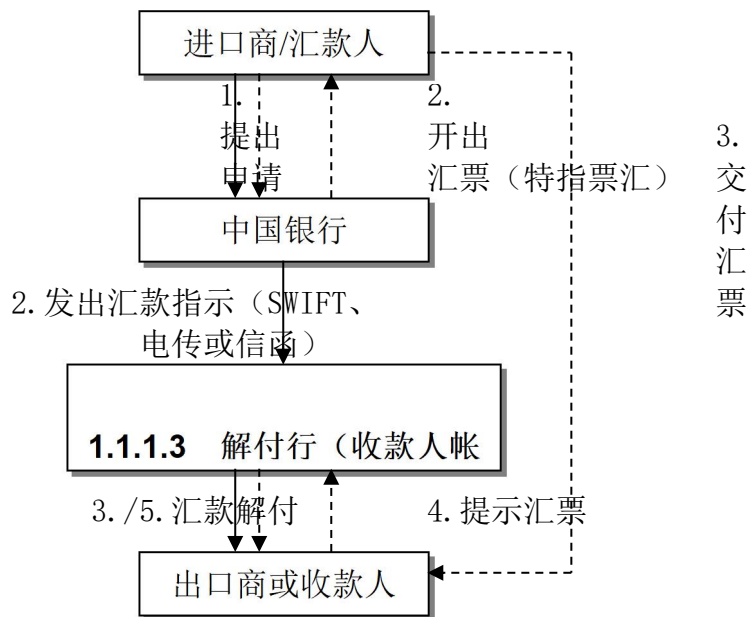 进口商/汇款人
1.
提出
申请
2.
开出
汇票（特指票汇）
3.
交
付
汇
票
中国银行
2.发出汇款指示（SWIFT、
电传或信函）
1.1.1.3 解付行（收款人帐
3./5.汇款解付
4.提示汇票
出口商或收款人